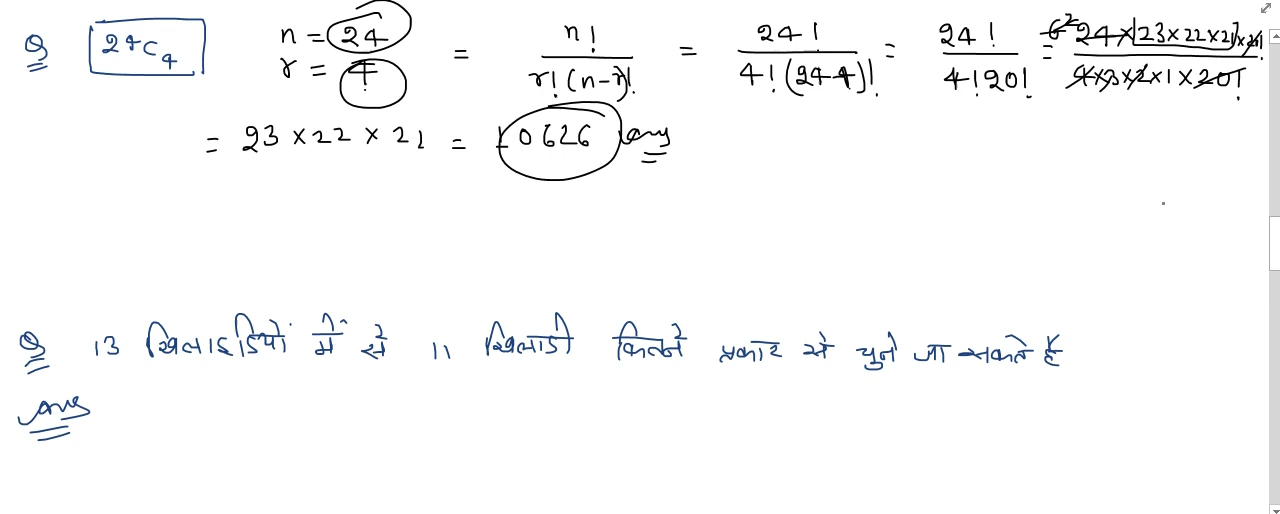 Q 24C4 n = 24 = n! / r!(n-r)! = 24! / 4!(24-4)! = 24! / 4!20! = 24×23×22×21×20! / 4×3×2×1×20!
r = 4
= 23×22×21 = 10626 ans
Q 13 खिलाड़ियों में से 11 खिलाडी कितने प्रकार से चुने जा सकते है
ans